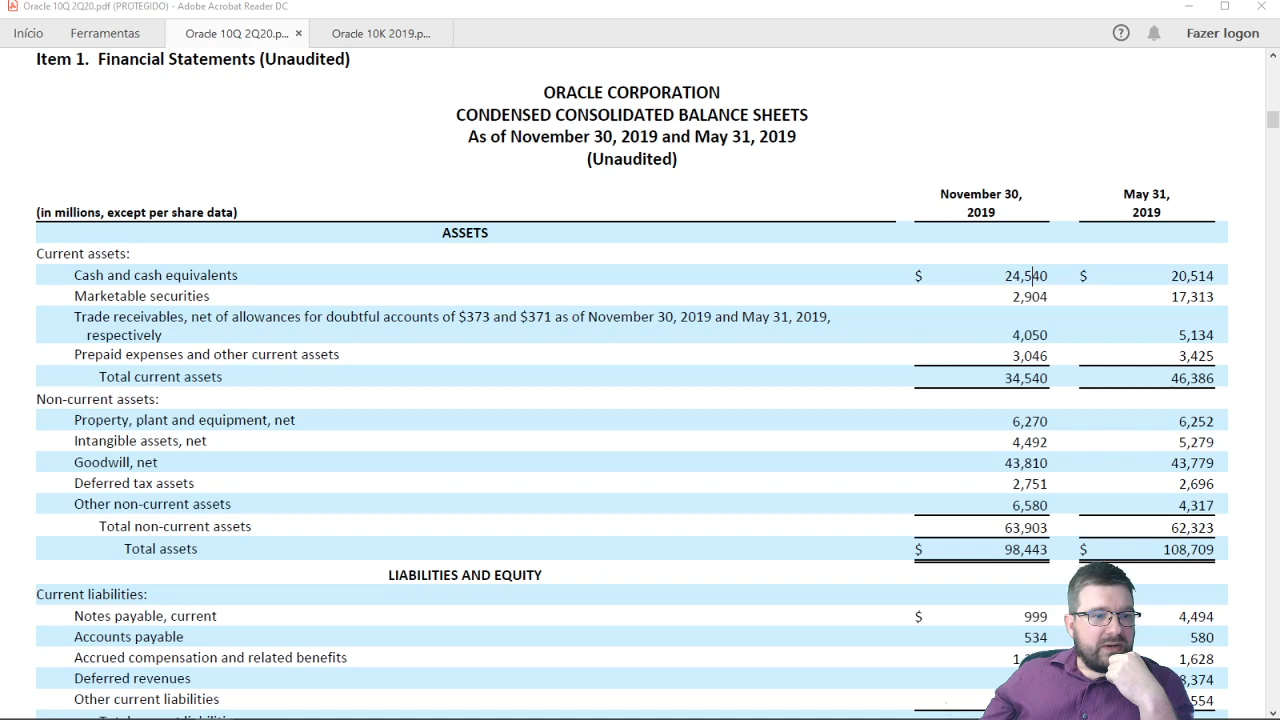 Oracle 10Q 2Q20.pdf (PROTEGIDO) - Adobe Acrobat Reader DC
Início Ferramentas Oracle 10Q 2Q20.p... × Oracle 10K 2019.p... Fazer logon
Item 1. Financial Statements (Unaudited)
ORACLE CORPORATION
CONDENSED CONSOLIDATED BALANCE SHEETS
As of November 30, 2019 and May 31, 2019
(Unaudited)
November 30, May 31,
(in millions, except per share data) 2019 2019
ASSETS
Current assets:
Cash and cash equivalents $ 24,540 $ 20,514
Marketable securities 2,904 17,313
Trade receivables, net of allowances for doubtful accounts of $373 and $371 as of November 30, 2019 and May 31, 2019,
respectively 4,050 5,134
Prepaid expenses and other current assets 3,046 3,425
Total current assets 34,540 46,386
Non-current assets:
Property, plant and equipment, net 6,270 6,252
Intangible assets, net 4,492 5,279
Goodwill, net 43,810 43,779
Deferred tax assets 2,751 2,696
Other non-current assets 6,580 4,317
Total non-current assets 63,903 62,323
Total assets $ 98,443 $ 108,709
LIABILITIES AND EQUITY
Current liabilities:
Notes payable, current $ 999 4,494
Accounts payable 534 580
Accrued compensation and related benefits 1,628
Deferred revenues
Other current liabilities